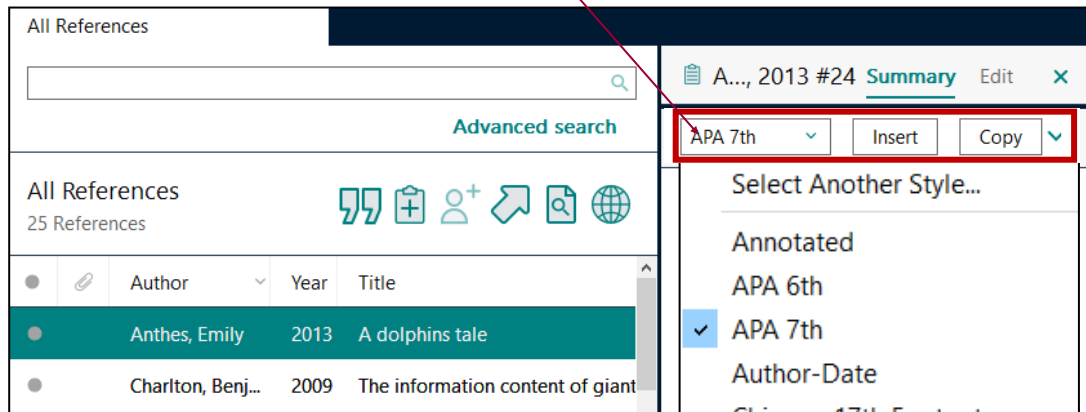 All References
A..., 2013 #24 Summary Edit
Advanced search
APA 7th Insert Copy
All References
25 References
Author Year Title
Anthes, Emily 2013 A dolphins tale
Charlton, Benj... 2009 The information content of giant
Select Another Style...
Annotated
APA 6th
APA 7th
Author-Date